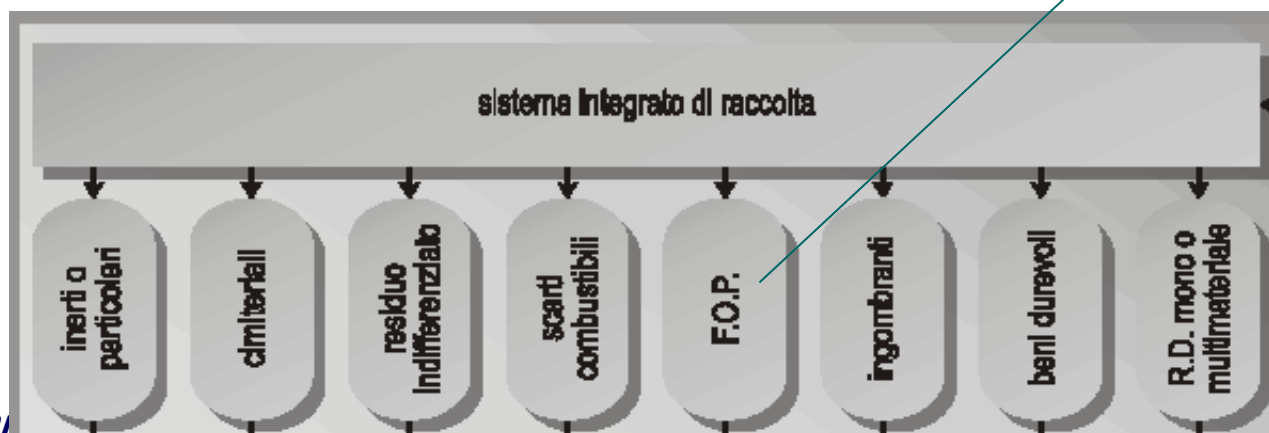 sistema integrato di raccolta
inerti o
particolari
cimiteriali
residuo
indifferenziato
scarti
combustibili
F.O.P.
ingombranti
beni durevoli
R.D. mono o
multimateriale